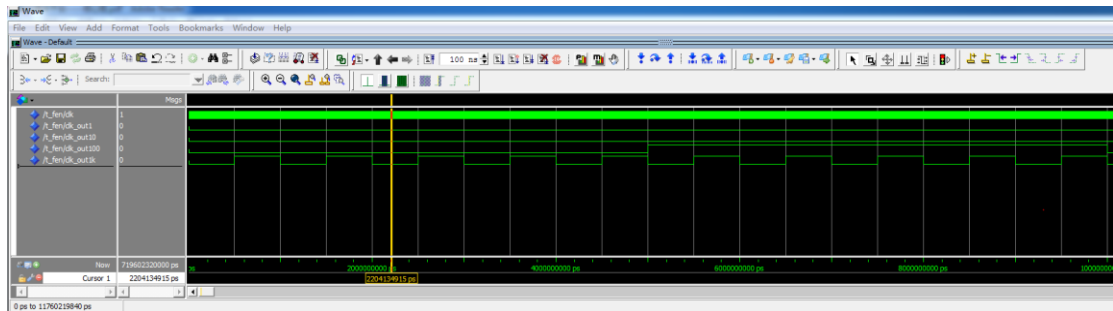 Wave
File Edit View Add Format Tools Bookmarks Window Help
Wave - Default
100 ns
Search:
Msgs
/t_fen/clk 1
/t_fen/clk_out1 0
/t_fen/clk_out10 0
/t_fen/clk_out100 0
/t_fen/clk_out1k 0
Now 719602320000 ps ps 2000000000 ps 4000000000 ps 6000000000 ps 8000000000 ps
Cursor 1 2204134915 ps 2204134915 ps
0 ps to 11760219840 ps